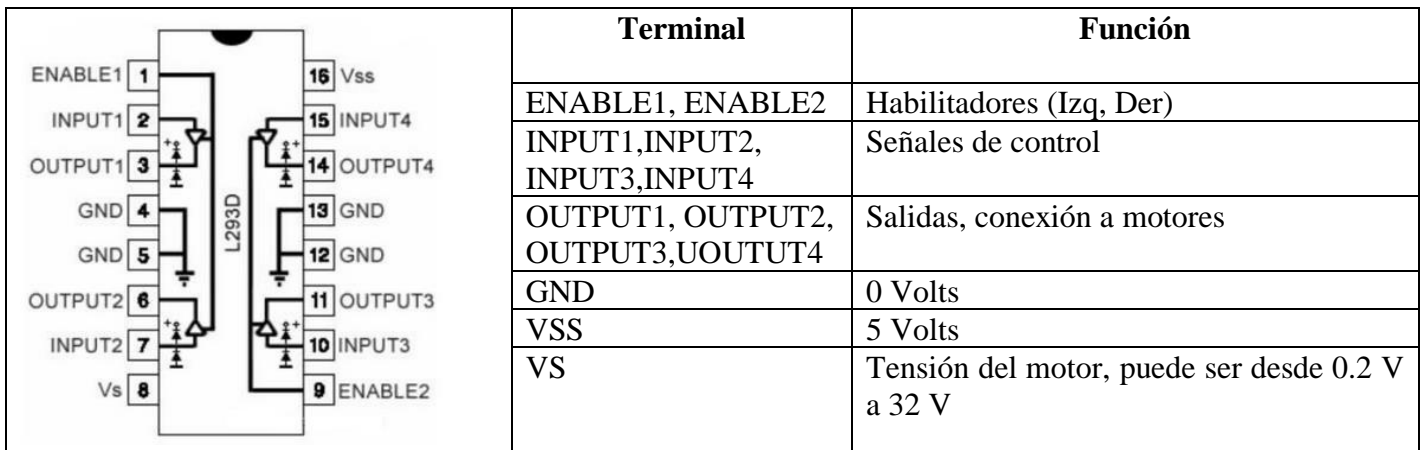 ENABLE1 1
INPUT1 2
OUTPUT1 3
GND 4
GND 5
OUTPUT2 6
INPUT2 7
Vs 8
L293D
16 Vss
15 INPUT4
14 OUTPUT4
13 GND
12 GND
11 OUTPUT3
10 INPUT3
9 ENABLE2
Terminal Función
ENABLE1, ENABLE2 Habilitadores (Izq, Der)
INPUT1,INPUT2, Señales de control
INPUT3,INPUT4
OUTPUT1, OUTPUT2, Salidas, conexión a motores
OUTPUT3,UOUTUT4
GND 0 Volts
VSS 5 Volts
VS Tensión del motor, puede ser desde 0.2 V
a 32 V